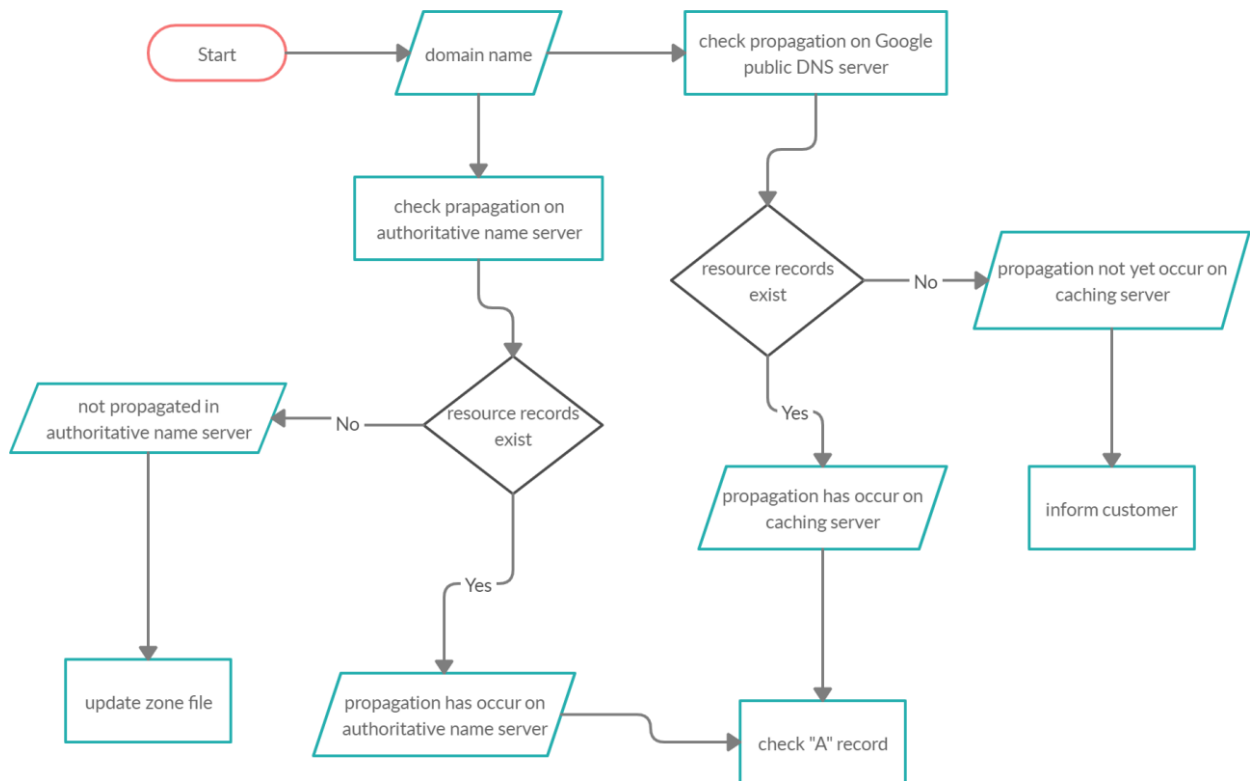 Start
domain name
check propagation on Google
public DNS server
check prapagation on
authoritative name server
resource records
exist
No
propagation not yet occur on
caching server
not propagated in
authoritative name server
No
resource records
exist
Yes
propagation has occur on
caching server
inform customer
Yes
update zone file
propagation has occur on
authoritative name server
check "A" record